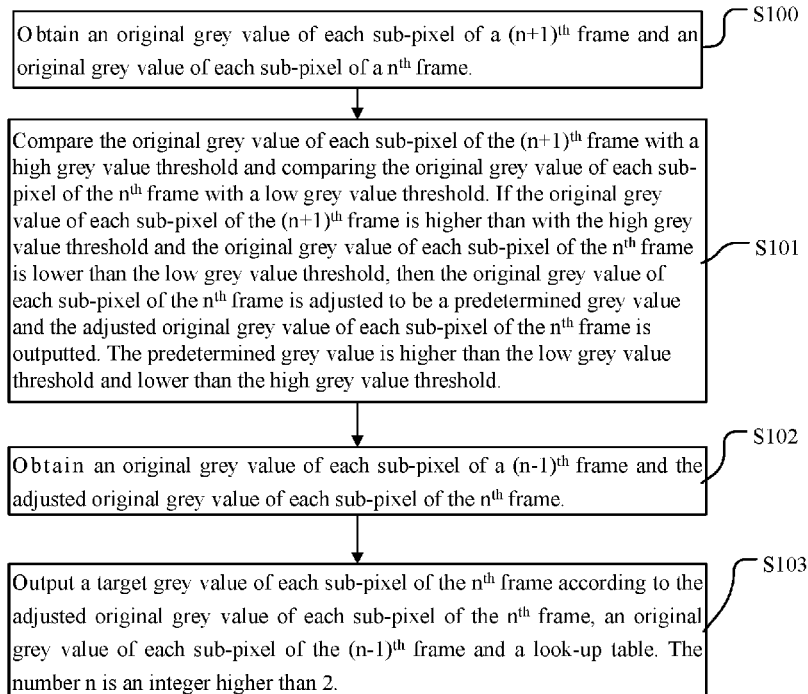 S100
Obtain an original grey value of each sub-pixel of a (n+1)th frame and an
original grey value of each sub-pixel of a nth frame.
Compare the original grey value of each sub-pixel of the (n+1)th frame with a
high grey value threshold and comparing the original grey value of each sub-
pixel of the nth frame with a low grey value threshold. If the original grey
value of each sub-pixel of the (n+1)th frame is higher than with the high grey
value threshold and the original grey value of each sub-pixel of the nth frame
is lower than the low grey value threshold, then the original grey value of
each sub-pixel of the nth frame is adjusted to be a predetermined grey value
and the adjusted original grey value of each sub-pixel of the nth frame is
outputted. The predetermined grey value is higher than the low grey value
threshold and lower than the high grey value threshold.
S101
S102
Obtain an original grey value of each sub-pixel of a (n-1)th frame and the
adjusted original grey value of each sub-pixel of the nth frame.
S103
Output a target grey value of each sub-pixel of the nth frame according to the
adjusted original grey value of each sub-pixel of the nth frame, an original
grey value of each sub-pixel of the (n-1)th frame and a look-up table. The
number n is an integer higher than 2.